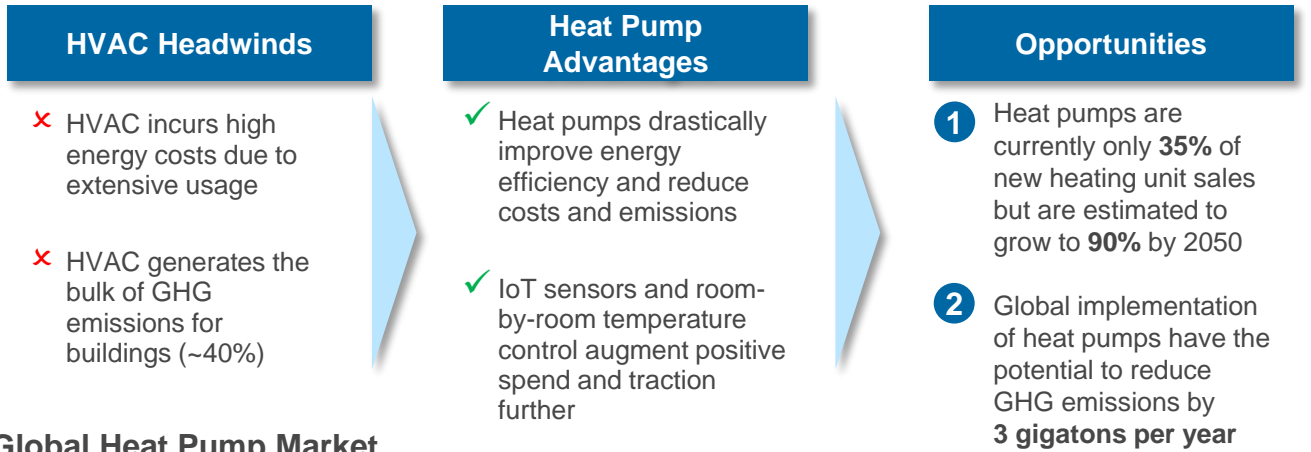 HVAC Headwinds
HVAC incurs high
energy costs due to
extensive usage
HVAC generates the
bulk of GHG
emissions for
buildings (~40%)
Heat Pump
Advantages
Heat pumps drastically
improve energy
efficiency and reduce
costs and emissions
IoT sensors and room-
by-room temperature
control augment positive
spend and traction
further
Opportunities
1
Heat pumps are
currently only 35% of
new heating unit sales
but are estimated to
grow to 90% by 2050
2
Global implementation
of heat pumps have the
potential to reduce
GHG emissions by
3 gigatons per year
Global Heat Pump Market